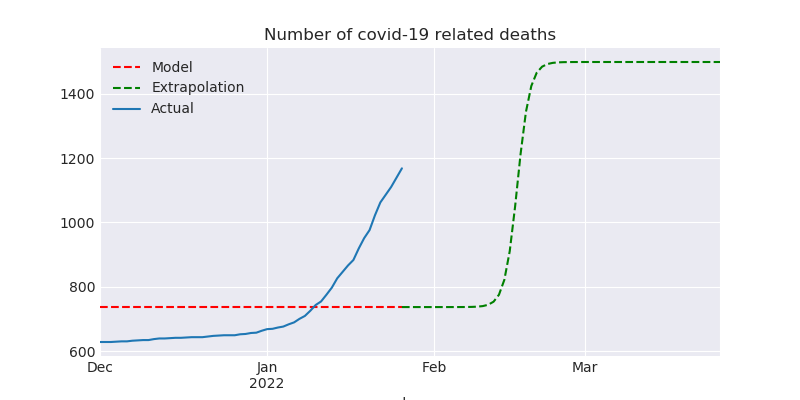 Number of covid-19 related deaths
Model
Extrapolation
Actual
1400
1200
1000
800
600
Dec
Jan
2022
Feb
Mar